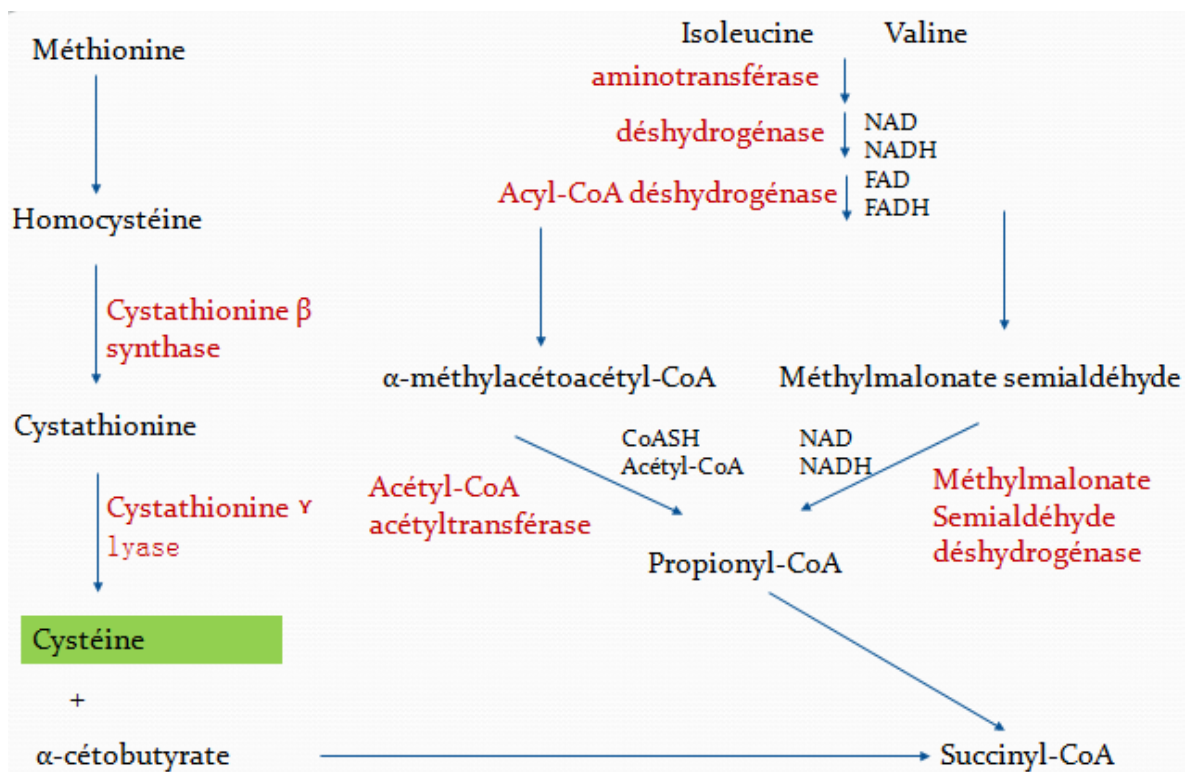 Méthionine
Homocystéine
Cystathionine β
synthase
Cystathionine
Cystathionine γ
lyase
Cystéine
+
α-cétobutyrate
Isoleucine Valine
aminotransférase
déshydrogénase
NAD
NADH
Acyl-CoA déshydrogénase
FAD
FADH
α-méthylacétoacétyl-CoA
Méthylmalonate semialdéhyde
CoASH
Acétyl-CoA
NAD
NADH
Acétyl-CoA
acétyltransférase
Méthylmalonate
Semialdéhyde
déshydrogénase
Propionyl-CoA
Succinyl-CoA